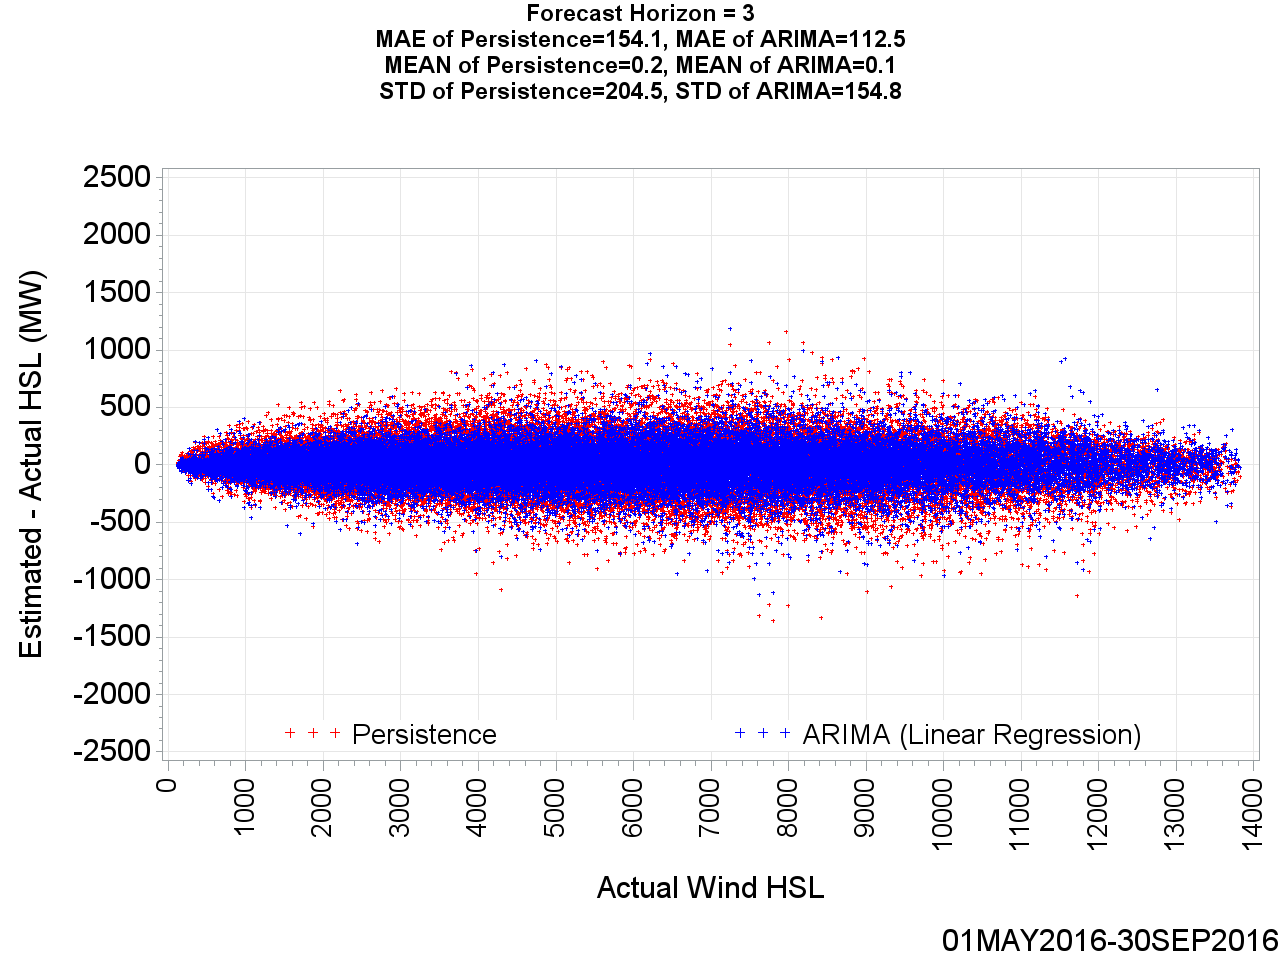 Forecast Horizon = 3
MAE of Persistence=154.1, MAE of ARIMA=112.5
MEAN of Persistence=0.2, MEAN of ARIMA=0.1
STD of Persistence=204.5, STD of ARIMA=154.8
Estimated - Actual HSL (MW)
2500
2000
1500
1000
500
0
-500
-1000
-1500
-2000
-2500
Persistence
ARIMA (Linear Regression)
0
1000
2000
3000
4000
5000
6000
7000
8000
9000
10000
11000
12000
13000
14000
Actual Wind HSL
01MAY2016-30SEP2016